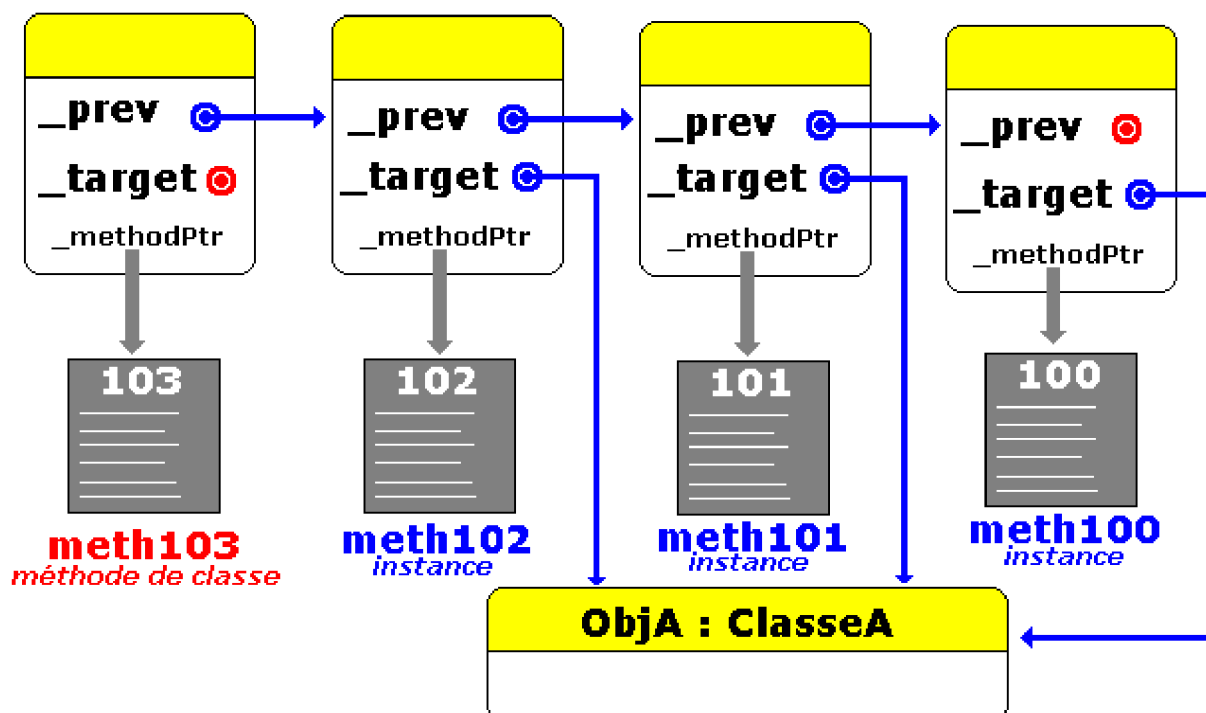 _prev
_target
_methodPtr
_prev
_target
_methodPtr
_prev
_target
_methodPtr
_prev
_target
_methodPtr
103
102
101
100
meth103
méthode de classe
meth102
instance
meth101
instance
meth100
instance
ObjA : ClasseA